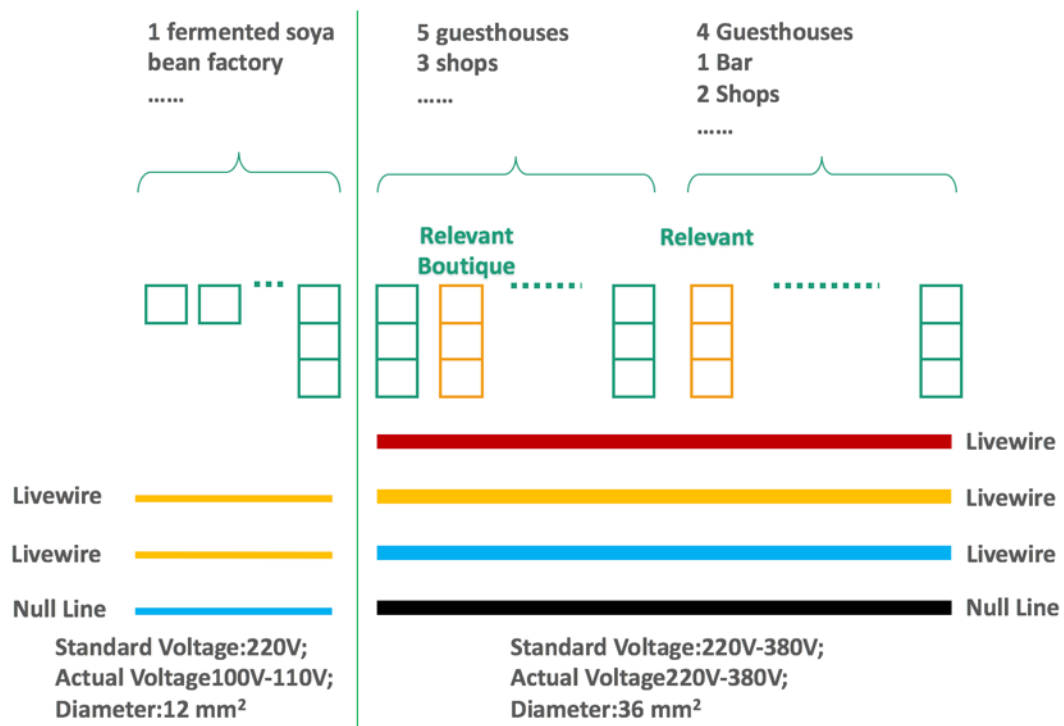 1 fermented soya
bean factory
……
5 guesthouses
3 shops
……
4 Guesthouses
1 Bar
2 Shops
……
Relevant
Boutique
Relevant
Livewire
Livewire
Livewire
Livewire
Livewire
Null Line
Null Line
Standard Voltage:220V;
Actual Voltage100V-110V;
Diameter:12 mm²
Standard Voltage:220V-380V;
Actual Voltage220V-380V;
Diameter:36 mm²